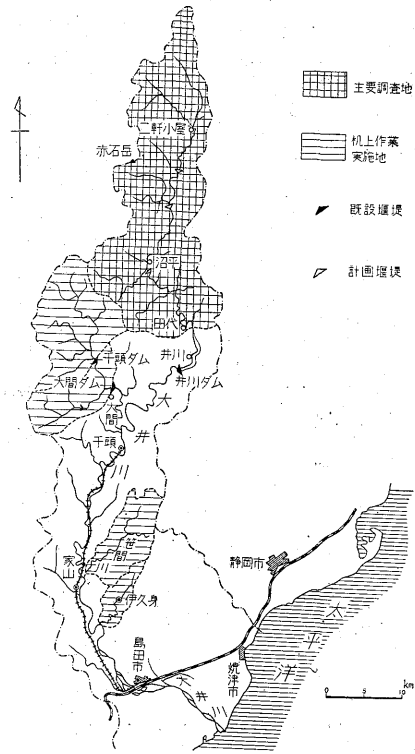 主要調査地
机上作業
実施地
既設堰堤
計画堰堤
二軒小屋
赤石岳
沼平
田代
井川
井川ダム
千頭ダム
大間ダム
大間
千頭
大井川
笹間川
家山
伊久身
静岡市
島田市
焼津市
大井川
太平洋
0 5 10 km